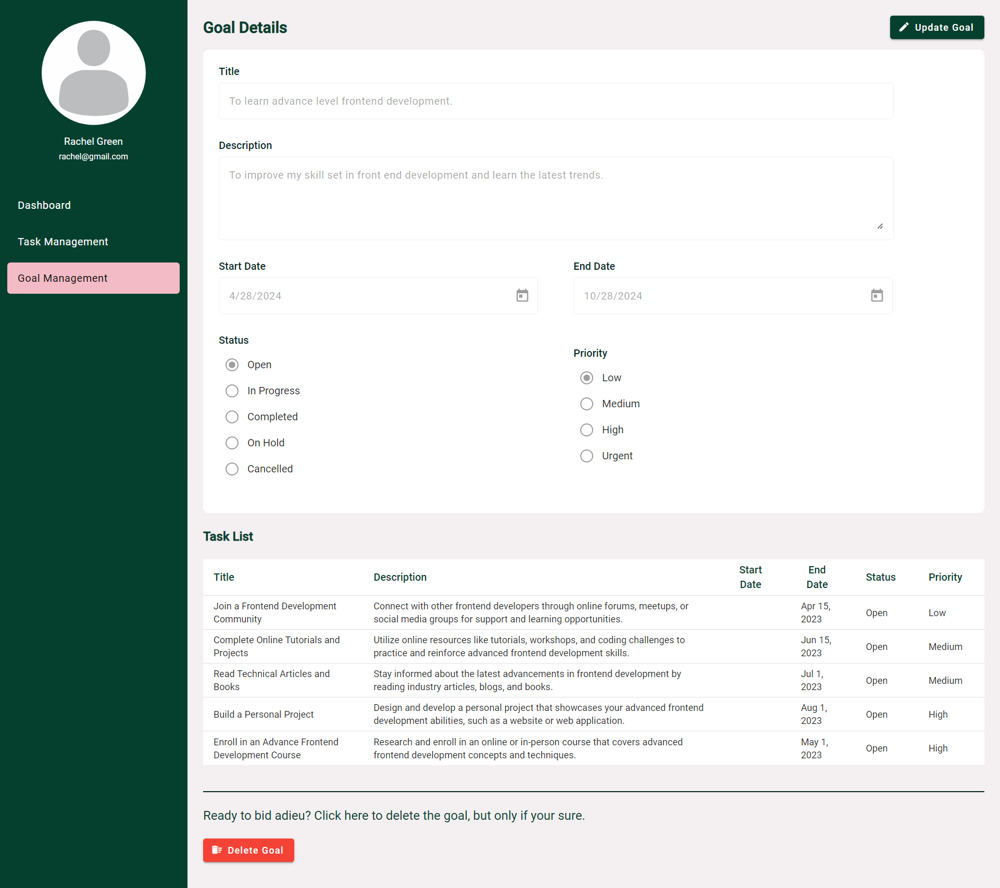 Rachel Green
rachel@gmail.com
Dashboard
Task Management
Goal Management
Goal Details
Update Goal
Title
To learn advance level frontend development.
Description
To improve my skill set in front end development and learn the latest trends.
Start Date
End Date
4/28/2024
10/28/2024
Status
Open
In Progress
Completed
On Hold
Cancelled
Priority
Low
Medium
High
Urgent
Task List
Title Description Start Date End Date Status Priority
Join a Frontend Development Community Connect with other frontend developers through online forums, meetups, or social media groups for support and learning opportunities. Apr 15, 2023 Open Low
Complete Online Tutorials and Projects Utilize online resources like tutorials, workshops, and coding challenges to practice and reinforce advanced frontend development skills. Jun 15, 2023 Open Medium
Read Technical Articles and Books Stay informed about the latest advancements in frontend development by reading industry articles, blogs, and books. Jul 1, 2023 Open Medium
Build a Personal Project Design and develop a personal project that showcases your advanced frontend development abilities, such as a website or web application. Aug 1, 2023 Open High
Enroll in an Advance Frontend Development Course Research and enroll in an online or in-person course that covers advanced frontend development concepts and techniques. May 1, 2023 Open High
Ready to bid adieu? Click here to delete the goal, but only if your sure.
Delete Goal